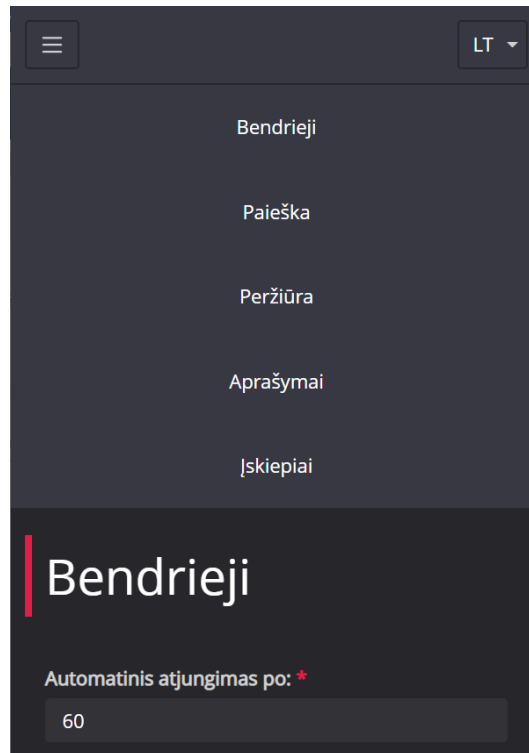 LT
Bendrieji
Paieška
Peržiūra
Aprašymai
Įskiepiai
Bendrieji
Automatinis atjungimas po: *
60